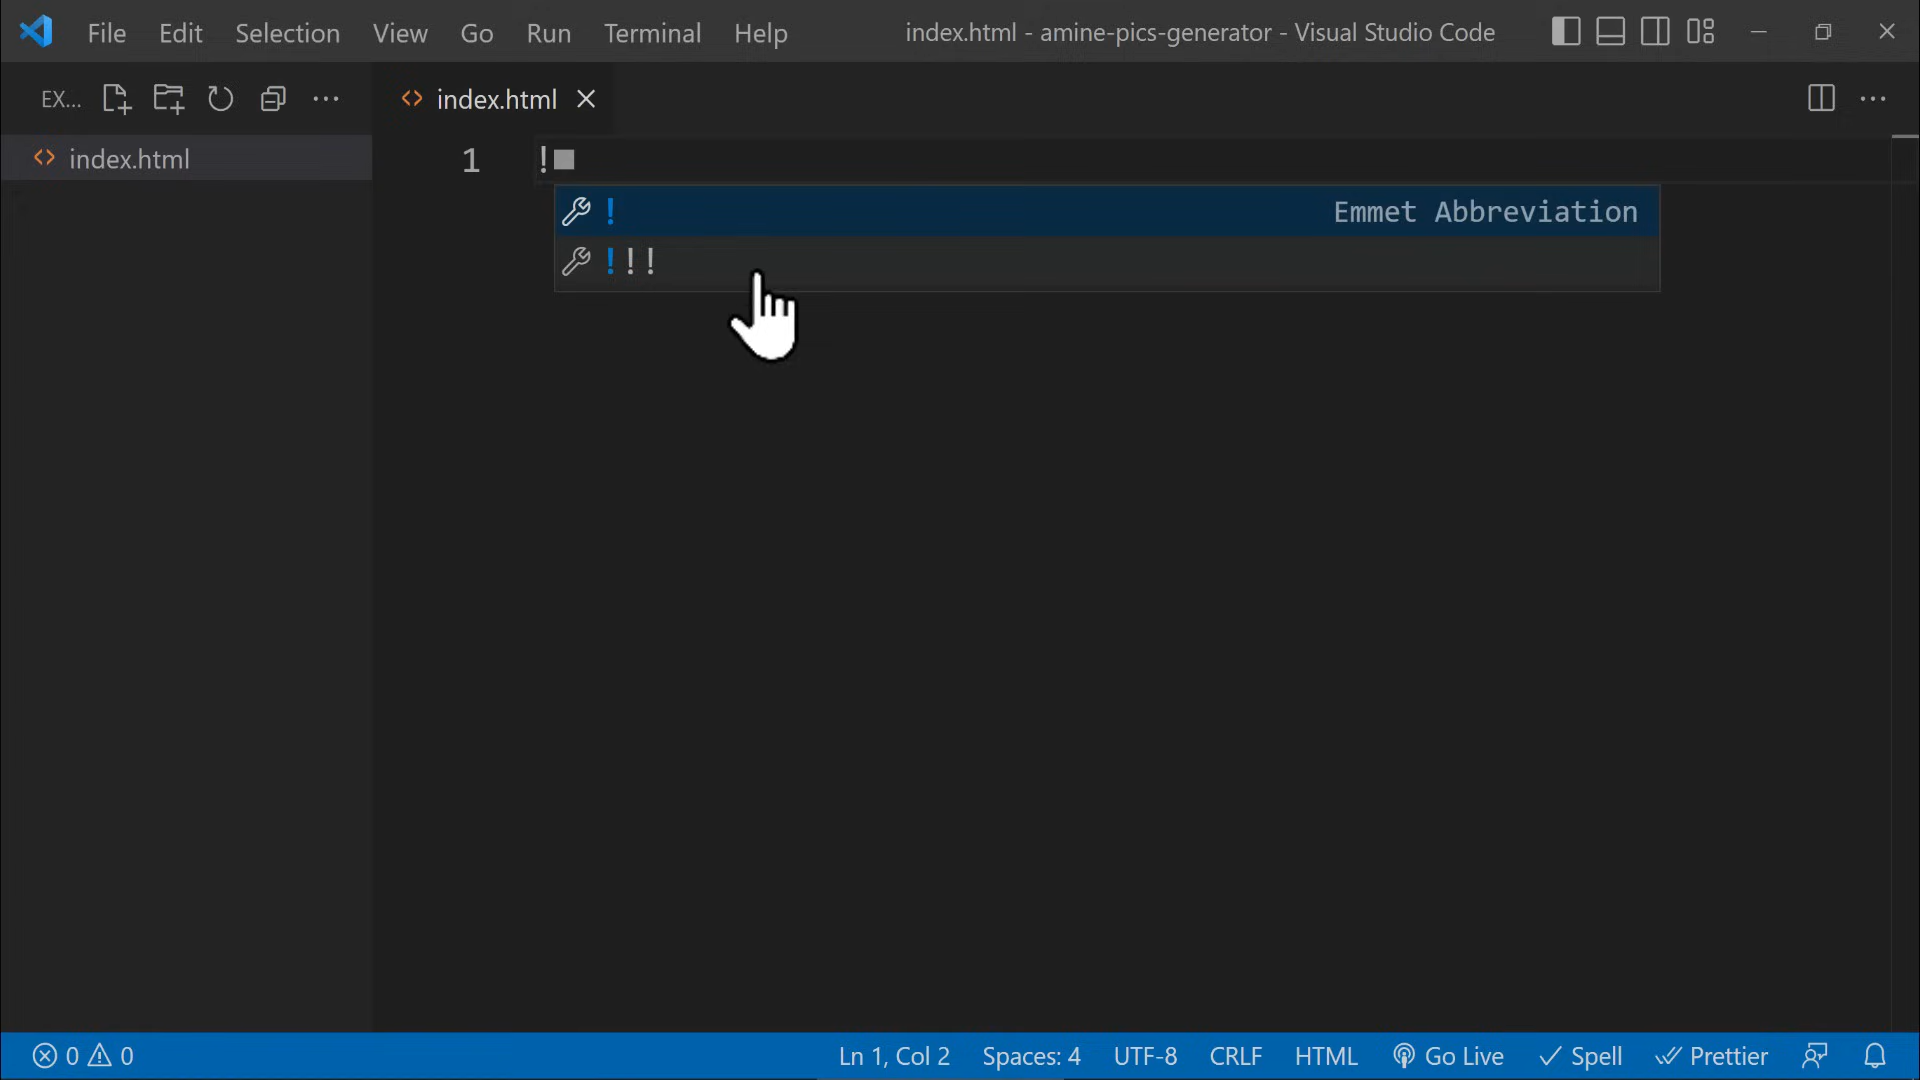 File Edit Selection View Go Run Terminal Help index.html - amine-pics-generator - Visual Studio Code
EX... index.html
index.html
1 !
! Emmet Abbreviation
!!!
0 0 Ln 1, Col 2 Spaces: 4 UTF-8 CRLF HTML Go Live Spell Prettier